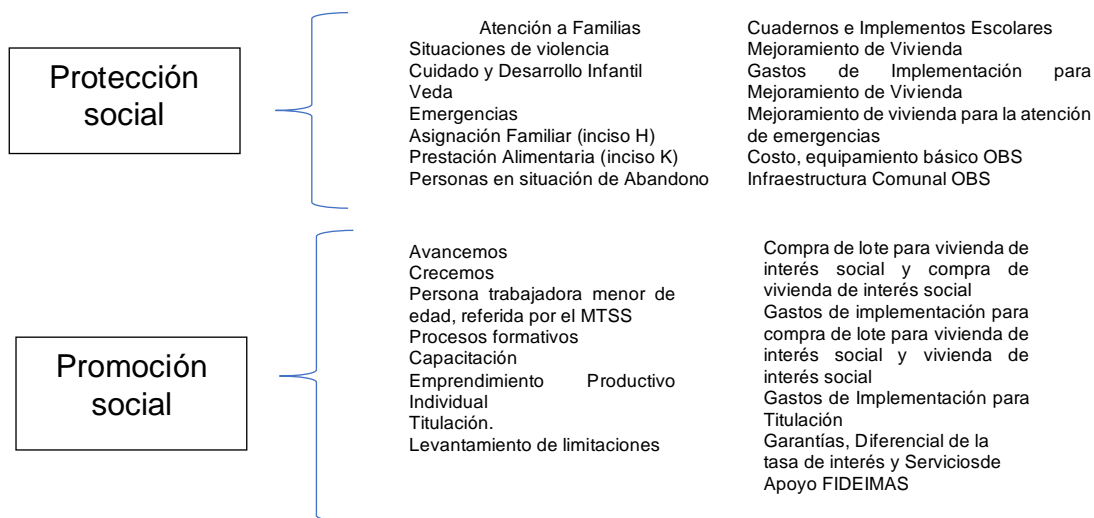 Protección
social
Atención a Familias
Situaciones de violencia
Cuidado y Desarrollo Infantil
Veda
Emergencias
Asignación Familiar (inciso H)
Prestación Alimentaria (inciso K)
Personas en situación de Abandono
Cuadernos e Implementos Escolares
Mejoramiento de Vivienda
Gastos de Implementación para
Mejoramiento de Vivienda
Mejoramiento de vivienda para la atención
de emergencias
Costo, equipamiento básico OBS
Infraestructura Comunal OBS
Promoción
social
Avancemos
Crecemos
Persona trabajadora menor de
edad, referida por el MTSS
Procesos formativos
Capacitación
Emprendimiento Productivo
Individual
Titulación.
Levantamiento de limitaciones
Compra de lote para vivienda de
interés social y compra de
vivienda de interés social
Gastos de implementación para
compra de lote para vivienda de
interés social y vivienda de
interés social
Gastos de Implementación para
Titulación
Garantías, Diferencial de la
tasa de interés y Serviciosde
Apoyo FIDEIMAS